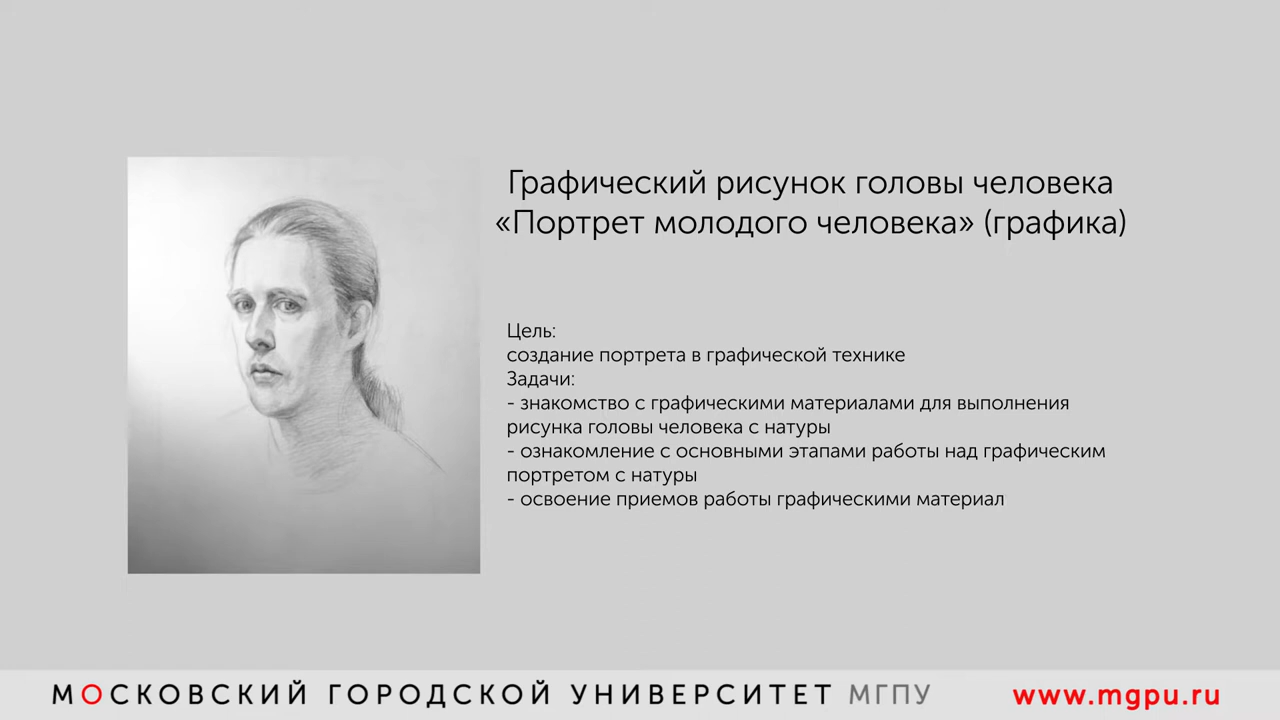 Графический рисунок головы человека
«Портрет молодого человека» (графика)
Цель:
создание портрета в графической технике
Задачи:
- знакомство с графическими материалами для выполнения
рисунка головы человека с натуры
- ознакомление с основными этапами работы над графическим
портретом с натуры
- освоение приемов работы графическими материал
МОСКОВСКИЙ ГОРОДСКОЙ УНИВЕРСИТЕТ МГПУ www.mgpu.ru